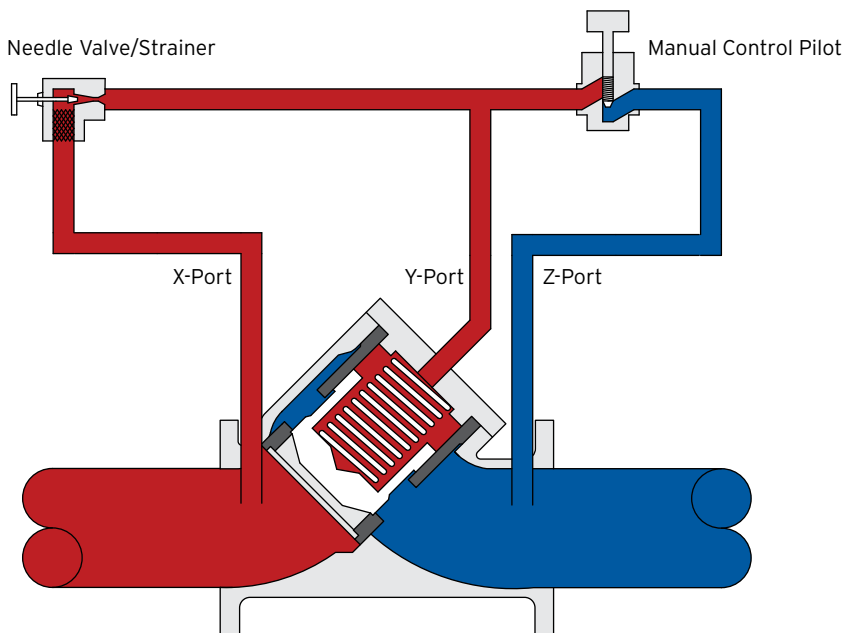 Needle Valve/Strainer
Manual Control Pilot
X-Port
Y-Port
Z-Port